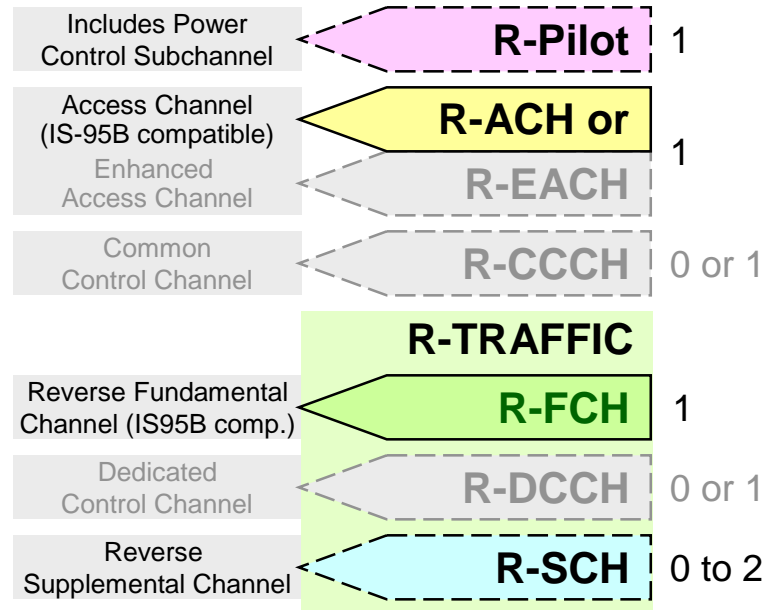 Includes Power
Control Subchannel
R-Pilot
1
Access Channel
(IS-95B compatible)
R-ACH or
1
Enhanced
Access Channel
R-EACH
Common
Control Channel
R-CCCH
0 or 1
R-TRAFFIC
Reverse Fundamental
Channel (IS95B comp.)
R-FCH
1
Dedicated
Control Channel
R-DCCH
0 or 1
Reverse
Supplemental Channel
R-SCH
0 to 2